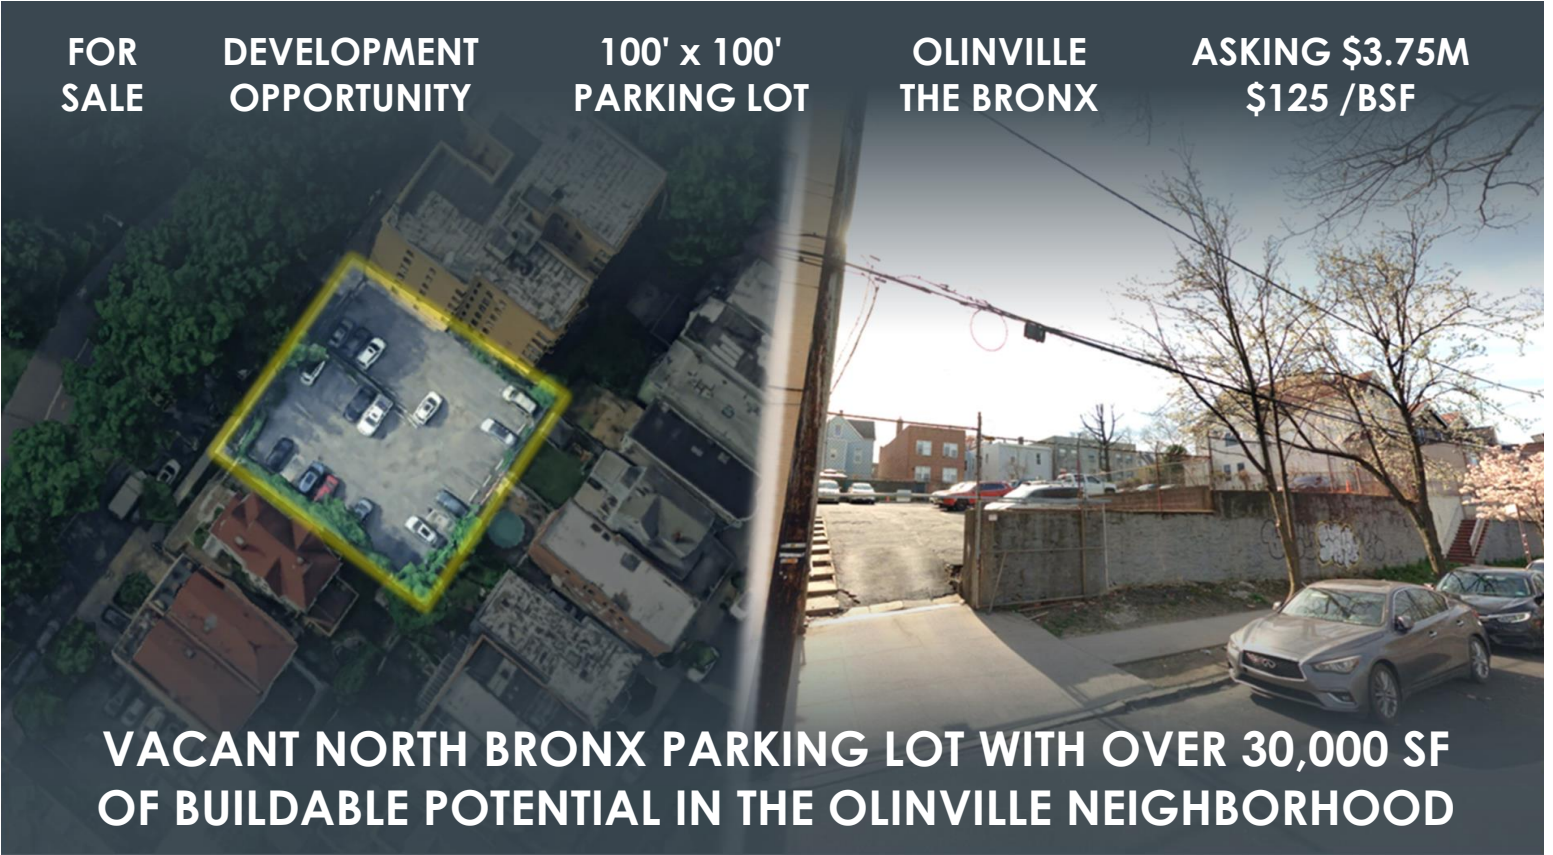 FOR
SALE
DEVELOPMENT
OPPORTUNITY
100' x 100'
PARKING LOT
OLINVILLE
THE BRONX
ASKING $3.75M
$125 /BSF
VACANT NORTH BRONX PARKING LOT WITH OVER 30,000 SF
OF BUILDABLE POTENTIAL IN THE OLINVILLE NEIGHBORHOOD